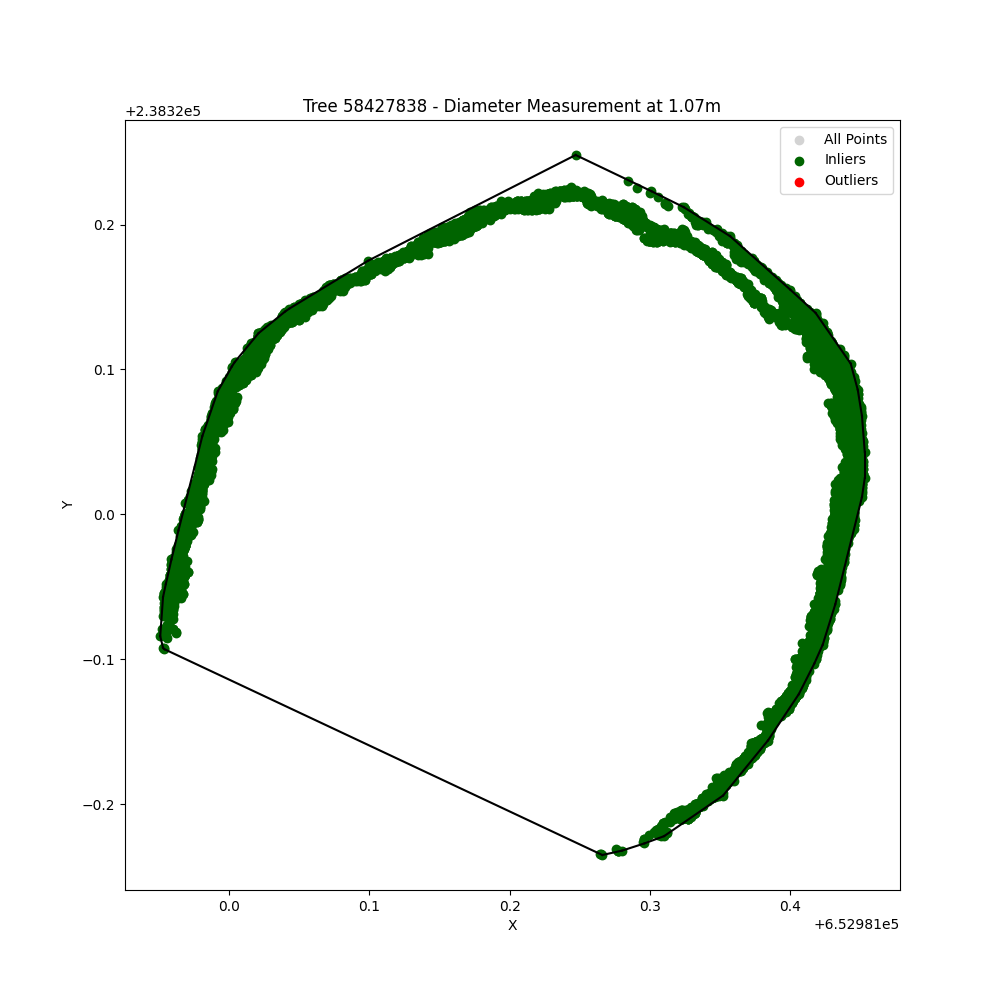 Tree 58427838 - Diameter Measurement at 1.07m
+2.3832e5
All Points
Inliers
Outliers
Y
0.2
0.1
0.0
−0.1
−0.2
0.0
0.1
0.2
0.3
0.4
X
+6.52981e5